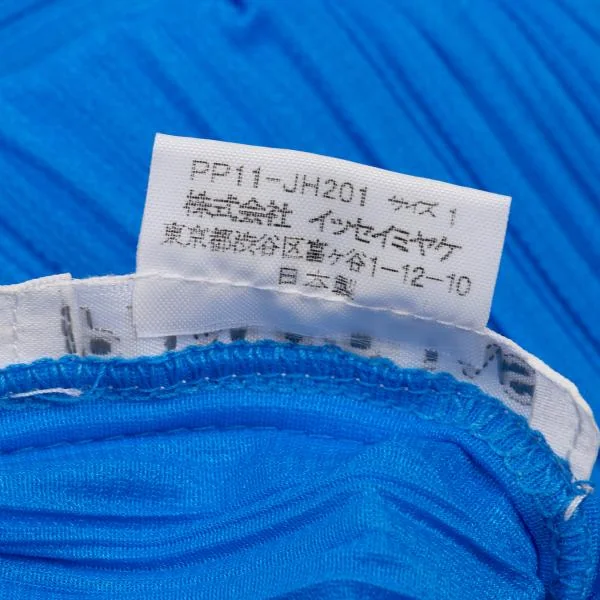 PP11-JH201 サイズ 1
株式会社 イッセイミヤケ
東京都渋谷区富ヶ谷1-12-10
日本製